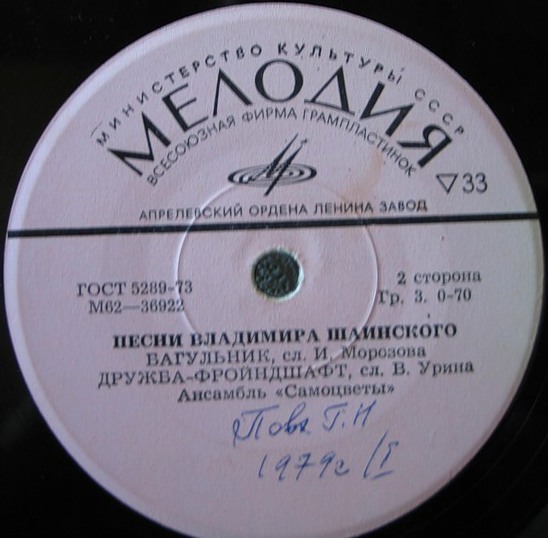 МИНИСТЕРСТВО КУЛЬТУРЫ СССР
МЕЛОДИЯ
ВСЕСОЮЗНАЯ ФИРМА ГРАМПЛАСТИНОК
▽33
АПРЕЛЕВСКИЙ ОРДЕНА ЛЕНИНА ЗАВОД
ГОСТ 5289-73
М62—36922
2 сторона
Гр. 3. 0-70
ПЕСНИ ВЛАДИМИРА ШАИНСКОГО
БАГУЛЬНИК, сл. И. Морозова
ДРУЖБА-ФРОЙНДШАФТ, сл. В. Урина
Ансамбль «Самоцветы»
Г.Н
1979г /I